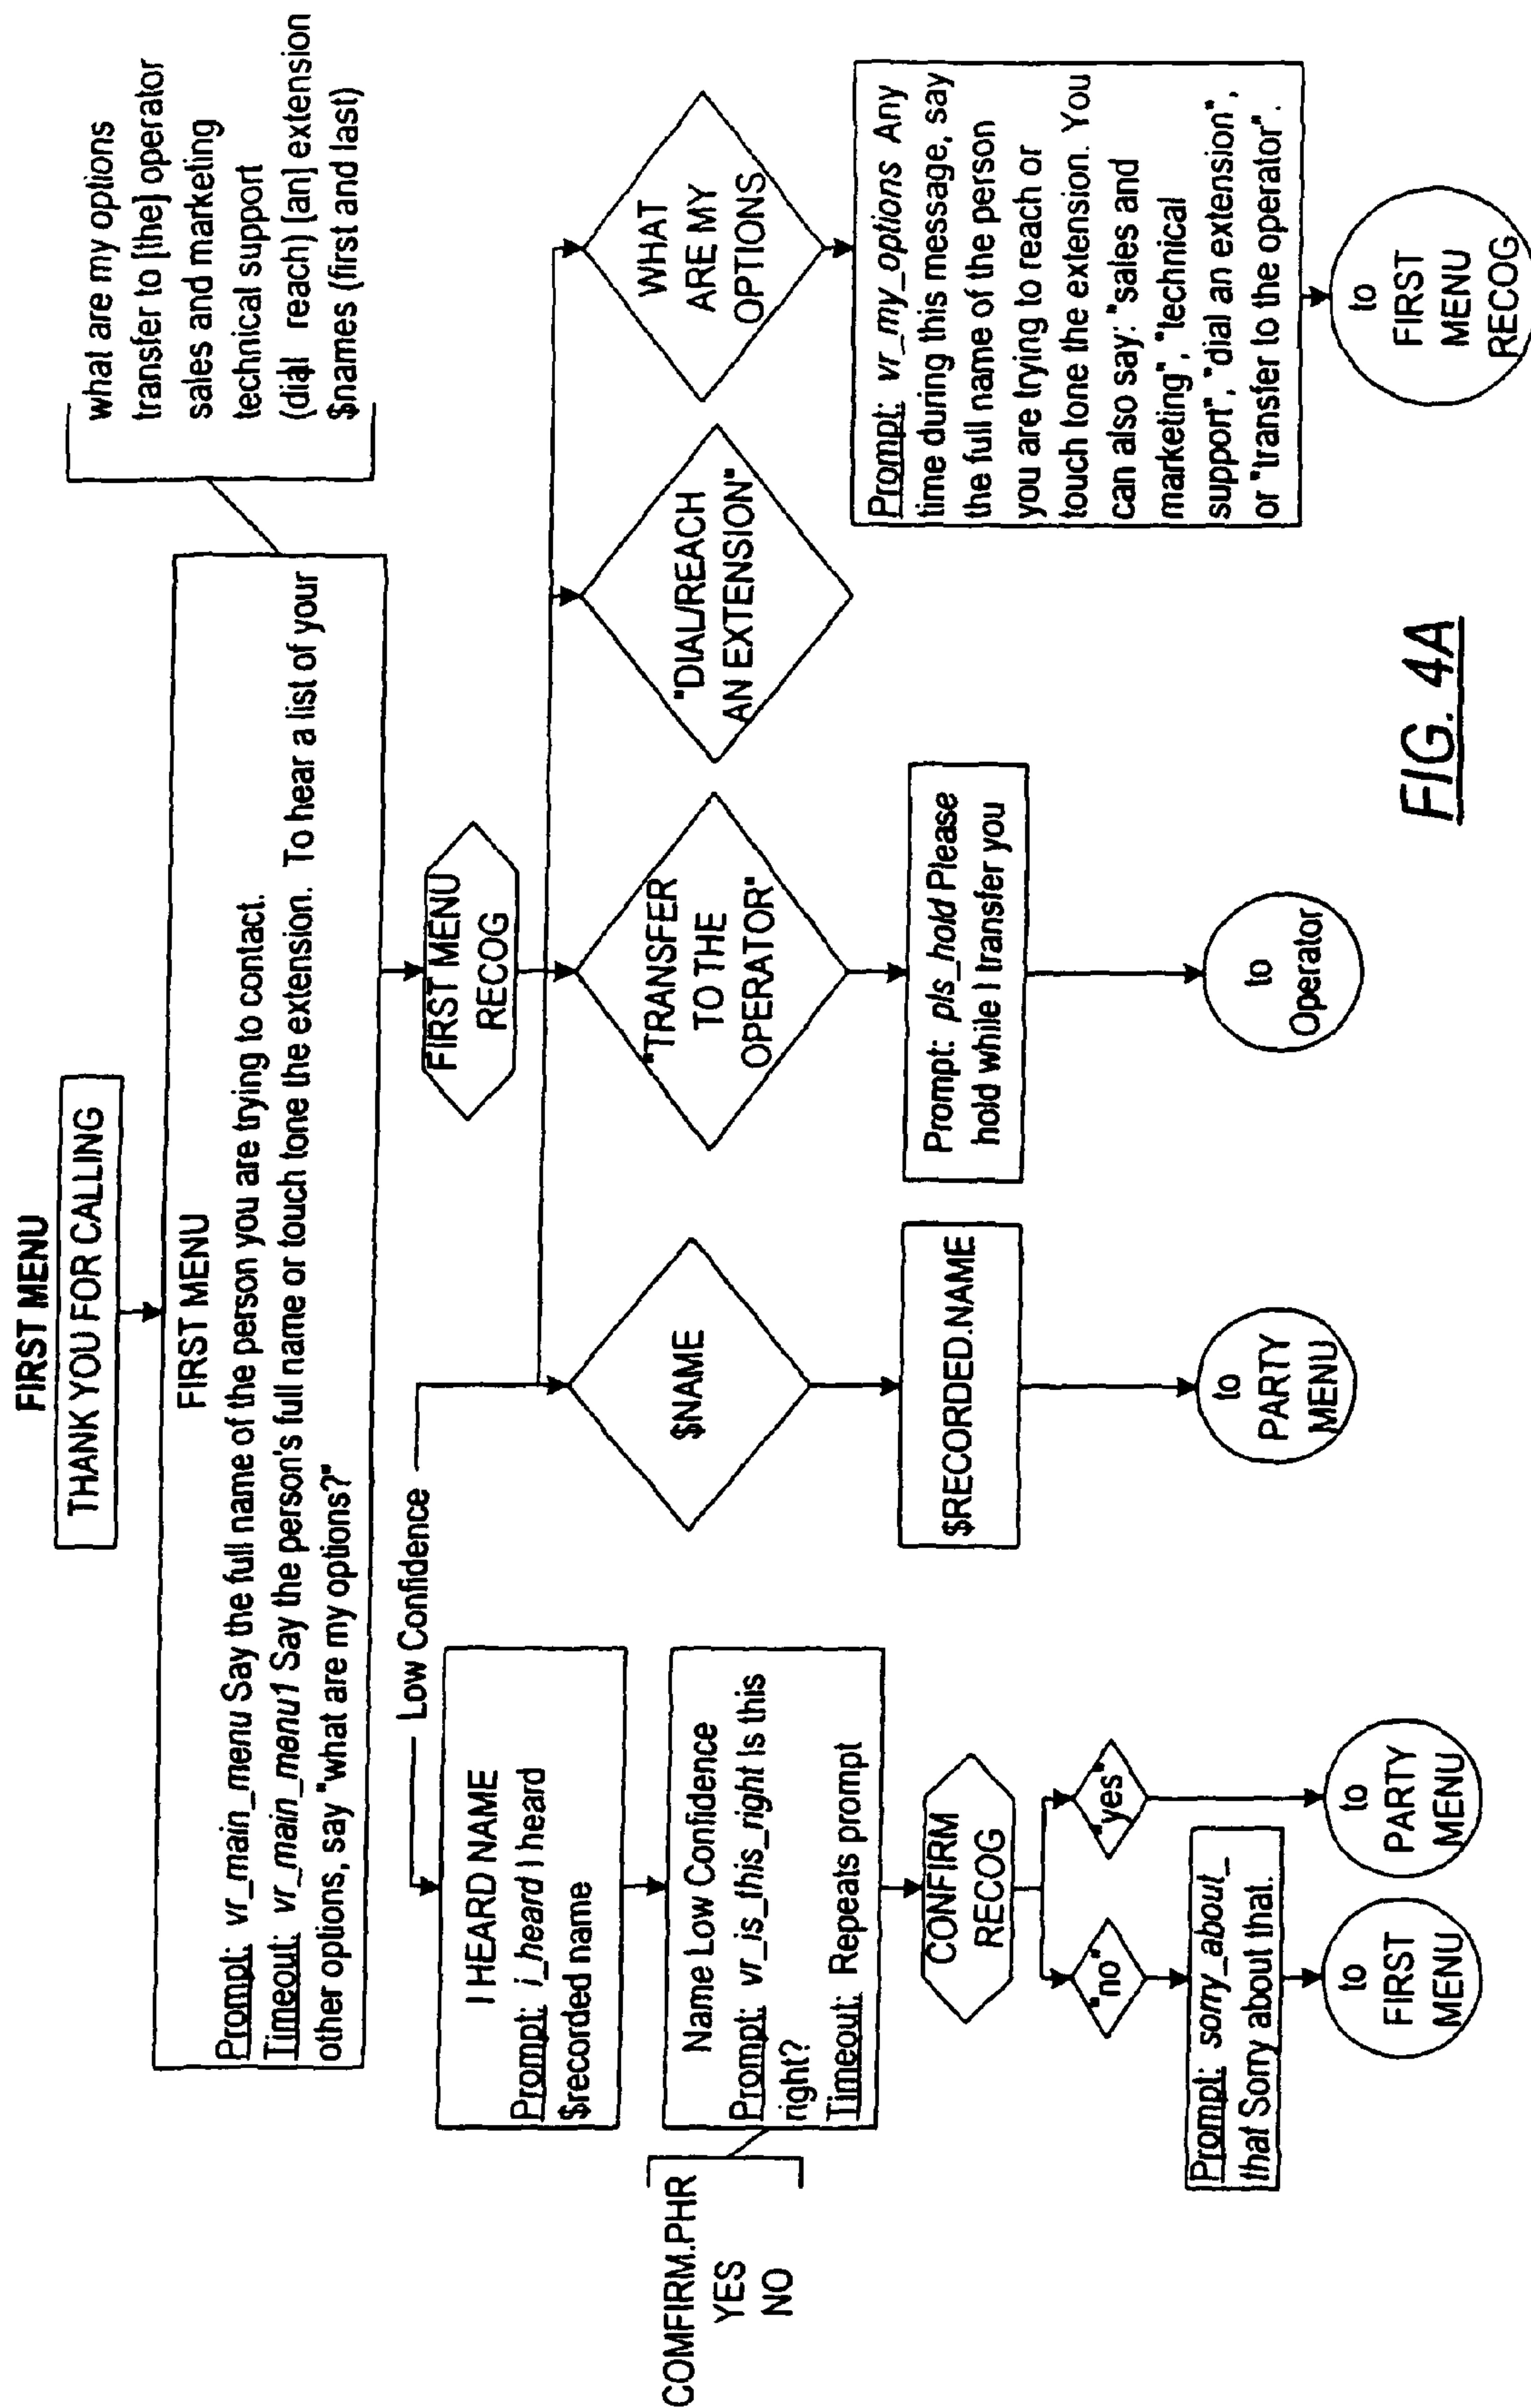 FIRST MENU
THANK YOU FOR CALLING
FIRST MENU
Prompt: vr_main_menu Say the full name of the person you are trying to contact.
Timeout: vr_main_menu1 Say the person's full name or touch tone the extension. To hear a list of your
other options, say "what are my options?"
what are my options
transfer to [the] operator
sales and marketing
technical support
(dial reach) [an] extension
$names (first and last)
FIRST MENU
RECOG
Low Confidence
I HEARD NAME
Prompt: i_heard I heard
$recorded name
Name Low Confidence
Prompt: vr_is_this_right Is this
right?
Timeout: Repeats prompt
COMFIRM.PHR
YES
NO
CONFIRM
RECOG
"no"
"yes"
Prompt: sorry_about_
that Sorry about that.
to
FIRST
MENU
to
PARTY
MENU
$NAME
$RECORDED.NAME
to
PARTY
MENU
"TRANSFER
TO THE
OPERATOR"
Prompt: pls_hold Please
hold while I transfer you
to
Operator
"DIAL/REACH
AN EXTENSION"
WHAT
ARE MY
OPTIONS
Prompt: vr_my_options Any
time during this message, say
the full name of the person
you are trying to reach or
touch tone the extension. You
can also say: "sales and
marketing", "technical
support", "dial an extension",
or "transfer to the operator".
to
FIRST
MENU
RECOG
FIG. 4A